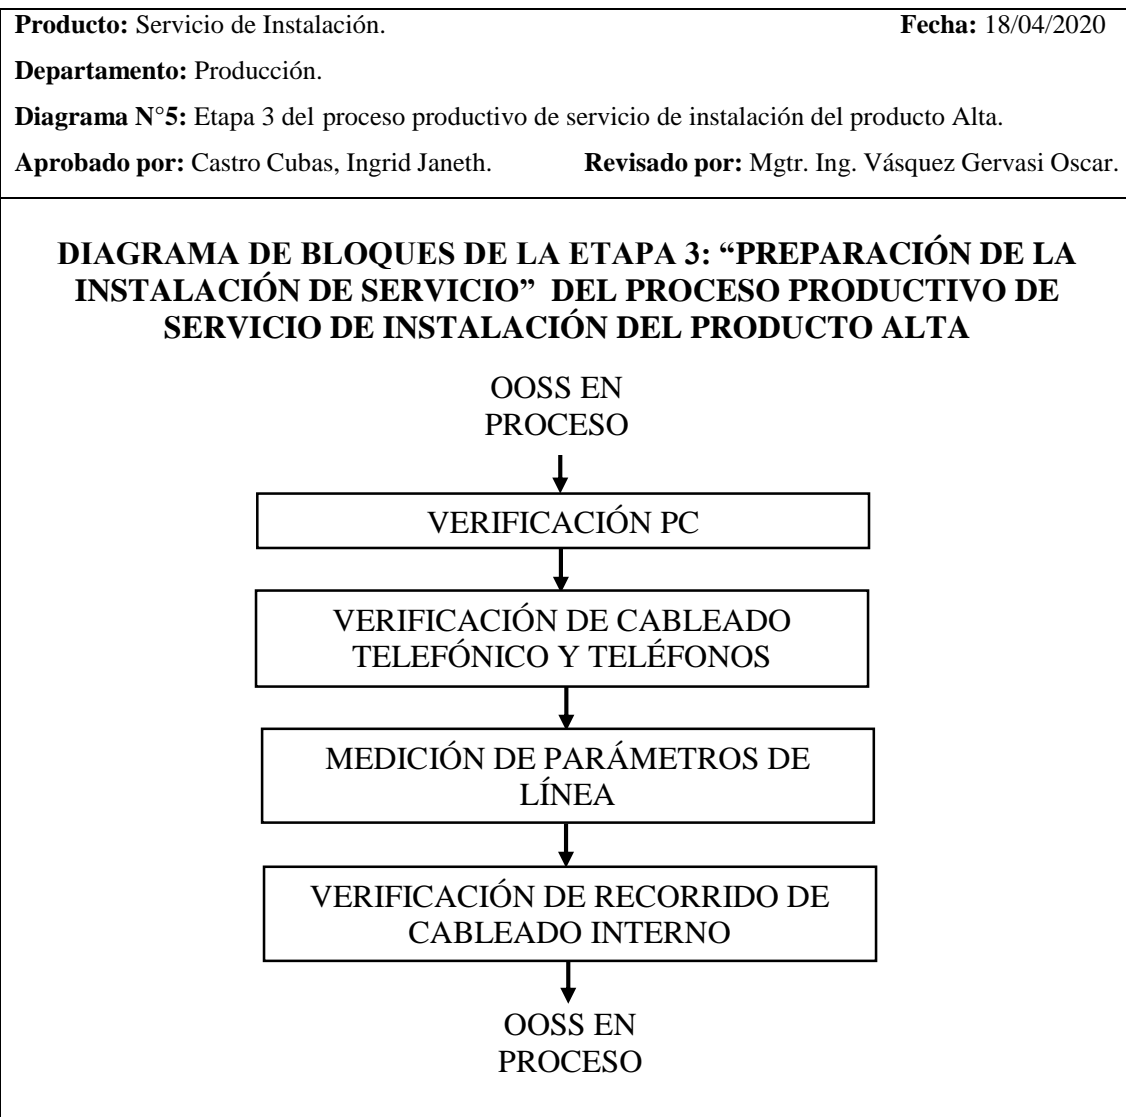 Producto: Servicio de Instalación. Fecha: 18/04/2020
Departamento: Producción.
Diagrama N°5: Etapa 3 del proceso productivo de servicio de instalación del producto Alta.
Aprobado por: Castro Cubas, Ingrid Janeth. Revisado por: Mgtr. Ing. Vásquez Gervasi Oscar.
DIAGRAMA DE BLOQUES DE LA ETAPA 3: “PREPARACIÓN DE LA
INSTALACIÓN DE SERVICIO” DEL PROCESO PRODUCTIVO DE
SERVICIO DE INSTALACIÓN DEL PRODUCTO ALTA
OOSS EN
PROCESO
VERIFICACIÓN PC
VERIFICACIÓN DE CABLEADO
TELEFÓNICO Y TELÉFONOS
MEDICIÓN DE PARÁMETROS DE
LÍNEA
VERIFICACIÓN DE RECORRIDO DE
CABLEADO INTERNO
OOSS EN
PROCESO